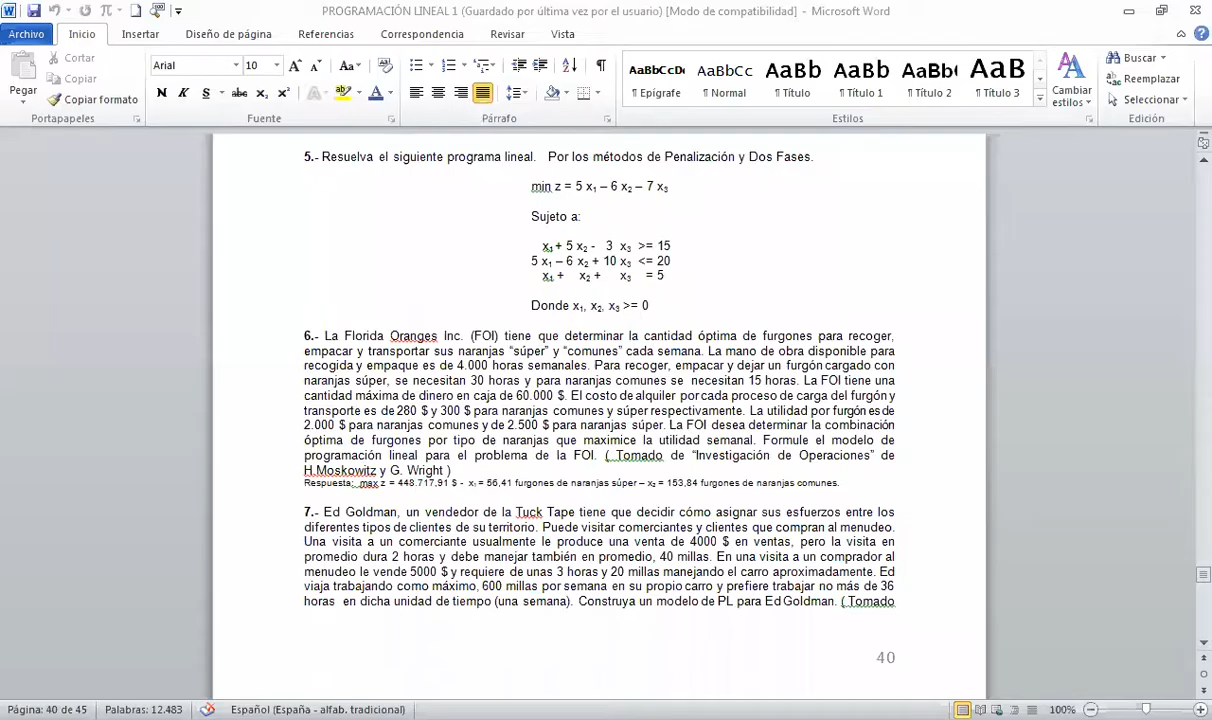 PROGRAMACIÓN LINEAL 1 (Guardado por última vez por el usuario) [Modo de compatibilidad] - Microsoft Word
Archivo Inicio Insertar Diseño de página Referencias Correspondencia Revisar Vista
Pegar
Cortar
Copiar
Copiar formato
Portapapeles
Arial 10
Fuente
Párrafo
AaBbCcDc AaBbCc AaBb AaBb AaBb( AaB
¶ Epígrafe ¶ Normal ¶ Título ¶ Título 1 ¶ Título 2 ¶ Título 3
Cambiar estilos
Estilos
Buscar
Reemplazar
Seleccionar
Edición
5.- Resuelva el siguiente programa lineal. Por los métodos de Penalización y Dos Fases.
min z = 5 x₁ – 6 x₂ – 7 x₃
Sujeto a:
x₁ + 5 x₂ - 3 x₃ >= 15
5 x₁ – 6 x₂ + 10 x₃ <= 20
x₁ + x₂ + x₃ = 5
Donde x₁, x₂, x₃ >= 0
6.- La Florida Oranges Inc. (FOI) tiene que determinar la cantidad óptima de furgones para recoger,
empacar y transportar sus naranjas “súper” y “comunes” cada semana. La mano de obra disponible para
recogida y empaque es de 4.000 horas semanales. Para recoger, empacar y dejar un furgón cargado con
naranjas súper, se necesitan 30 horas y para naranjas comunes se necesitan 15 horas. La FOI tiene una
cantidad máxima de dinero en caja de 60.000 $. El costo de alquiler por cada proceso de carga del furgón y
transporte es de 280 $ y 300 $ para naranjas comunes y súper respectivamente. La utilidad por furgón es de
2.000 $ para naranjas comunes y de 2.500 $ para naranjas súper. La FOI desea determinar la combinación
óptima de furgones por tipo de naranjas que maximice la utilidad semanal. Formule el modelo de
programación lineal para el problema de la FOI. ( Tomado de “Investigación de Operaciones” de
H.Moskowitz y G. Wright )
Respuesta: max z = 448.717,91 $ - x₁ = 56,41 furgones de naranjas súper – x₂ = 153,84 furgones de naranjas comunes.
7.- Ed Goldman, un vendedor de la Tuck Tape tiene que decidir cómo asignar sus esfuerzos entre los
diferentes tipos de clientes de su territorio. Puede visitar comerciantes y clientes que compran al menudeo.
Una visita a un comerciante usualmente le produce una venta de 4000 $ en ventas, pero la visita en
promedio dura 2 horas y debe manejar también en promedio, 40 millas. En una visita a un comprador al
menudeo le vende 5000 $ y requiere de unas 3 horas y 20 millas manejando el carro aproximadamente. Ed
viaja trabajando como máximo, 600 millas por semana en su propio carro y prefiere trabajar no más de 36
horas en dicha unidad de tiempo (una semana). Construya un modelo de PL para Ed Goldman. ( Tomado
40
Página: 40 de 45 Palabras: 12.483 Español (España - alfab. tradicional) 100%